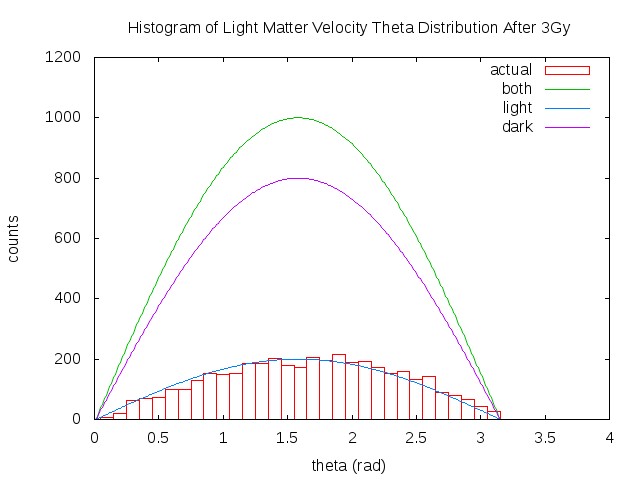 Histogram of Light Matter Velocity Theta Distribution After 3Gy
1200
1000
800
600
400
200
0
counts
actual
both
light
dark
0 0.5 1 1.5 2 2.5 3 3.5 4
theta (rad)